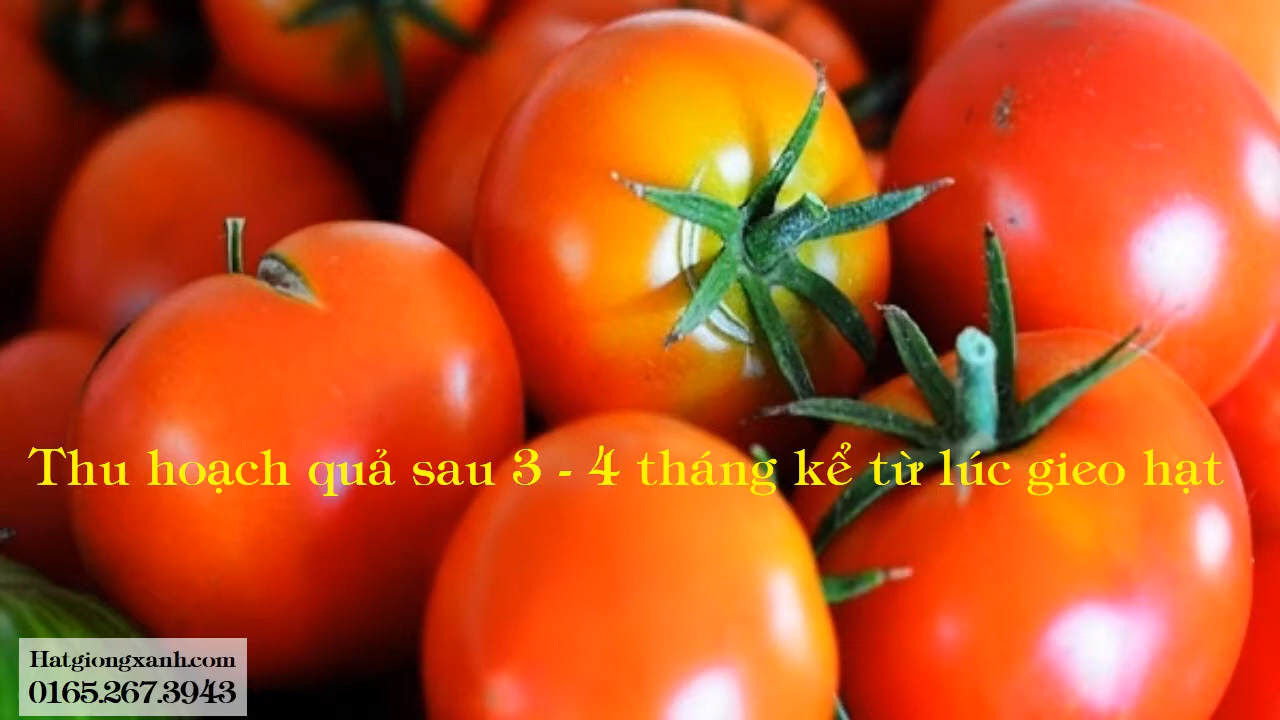 Thu hoạch quả sau 3 - 4 tháng kể từ lúc gieo hạt
Hatgiongxanh.com
0165.267.3943